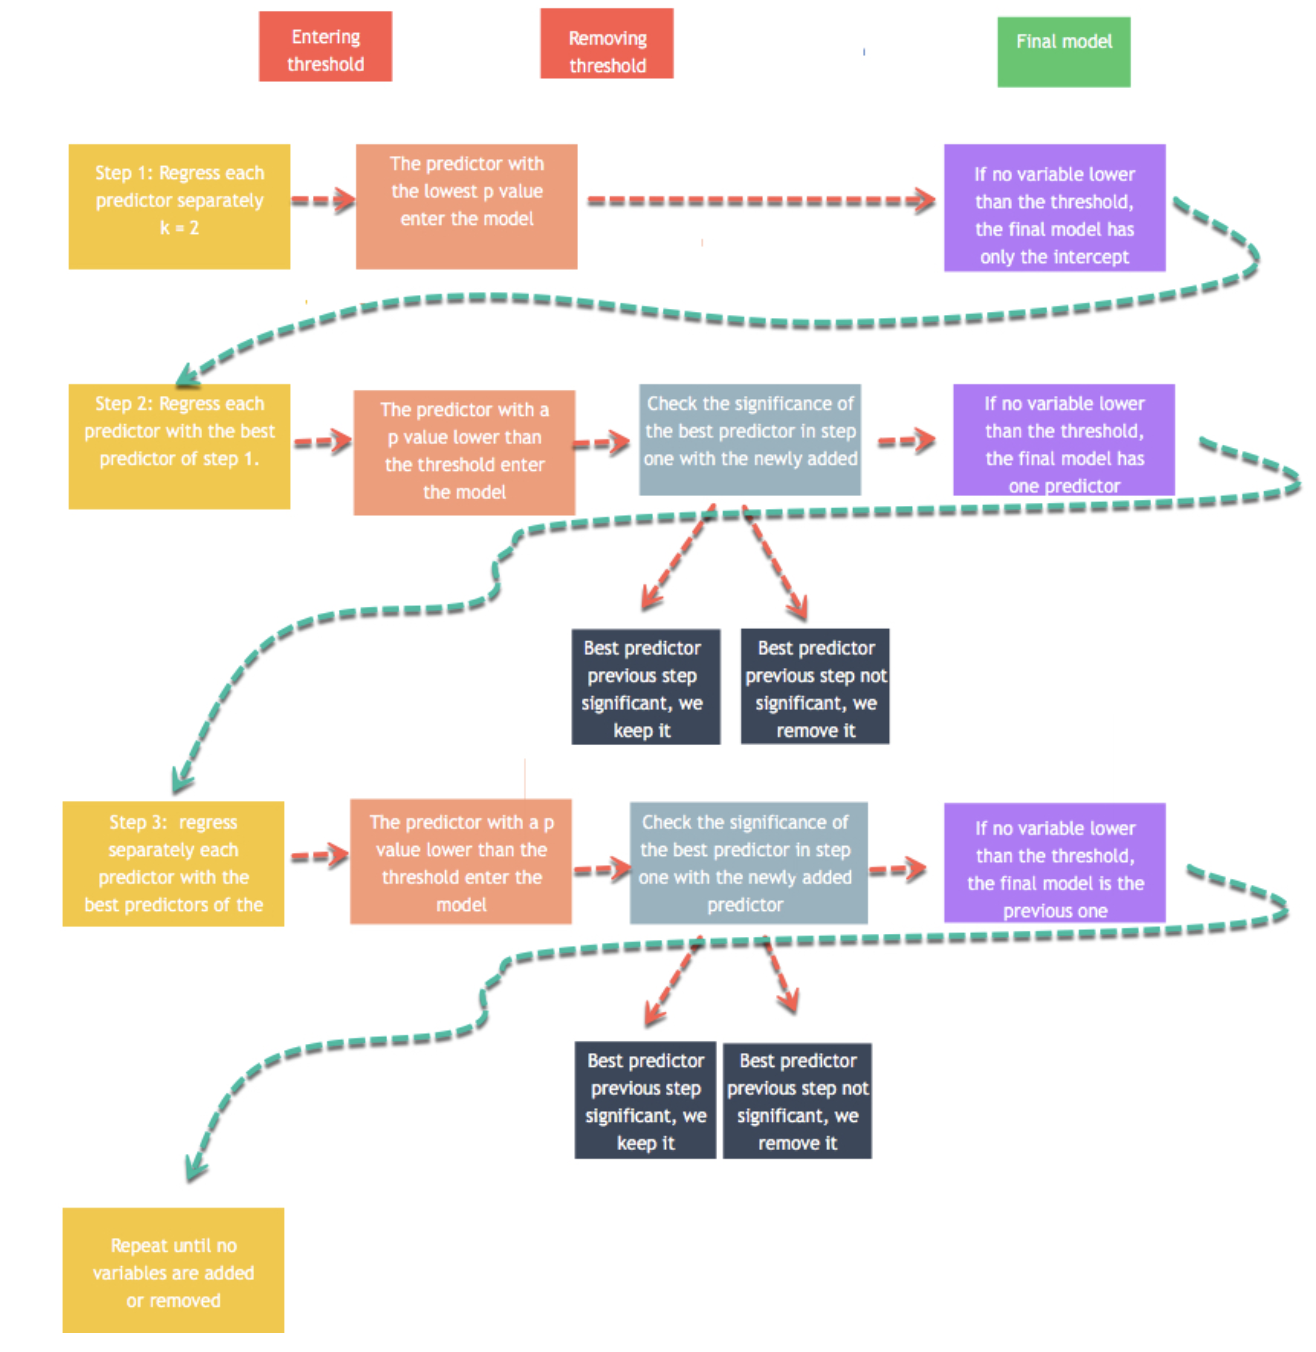 Entering
threshold
Removing
threshold
Final model
Step 1: Regress each
predictor separately
k = 2
The predictor with
the lowest p value
enter the model
If no variable lower
than the threshold,
the final model has
only the intercept
Step 2: Regress each
predictor with the best
predictor of step 1.
The predictor with a
p value lower than
the threshold enter
the model
Check the significance of
the best predictor in step
one with the newly added
If no variable lower
than the threshold,
the final model has
one predictor
Best predictor
previous step
significant, we
keep it
Best predictor
previous step not
significant, we
remove it
Step 3: regress
separately each
predictor with the
best predictors of the
The predictor with a p
value lower than the
threshold enter the
model
Check the significance of
the best predictor in step
one with the newly added
predictor
If no variable lower
than the threshold,
the final model is the
previous one
Best predictor
previous step
significant, we
keep it
Best predictor
previous step not
significant, we
remove it
Repeat until no
variables are added
or removed